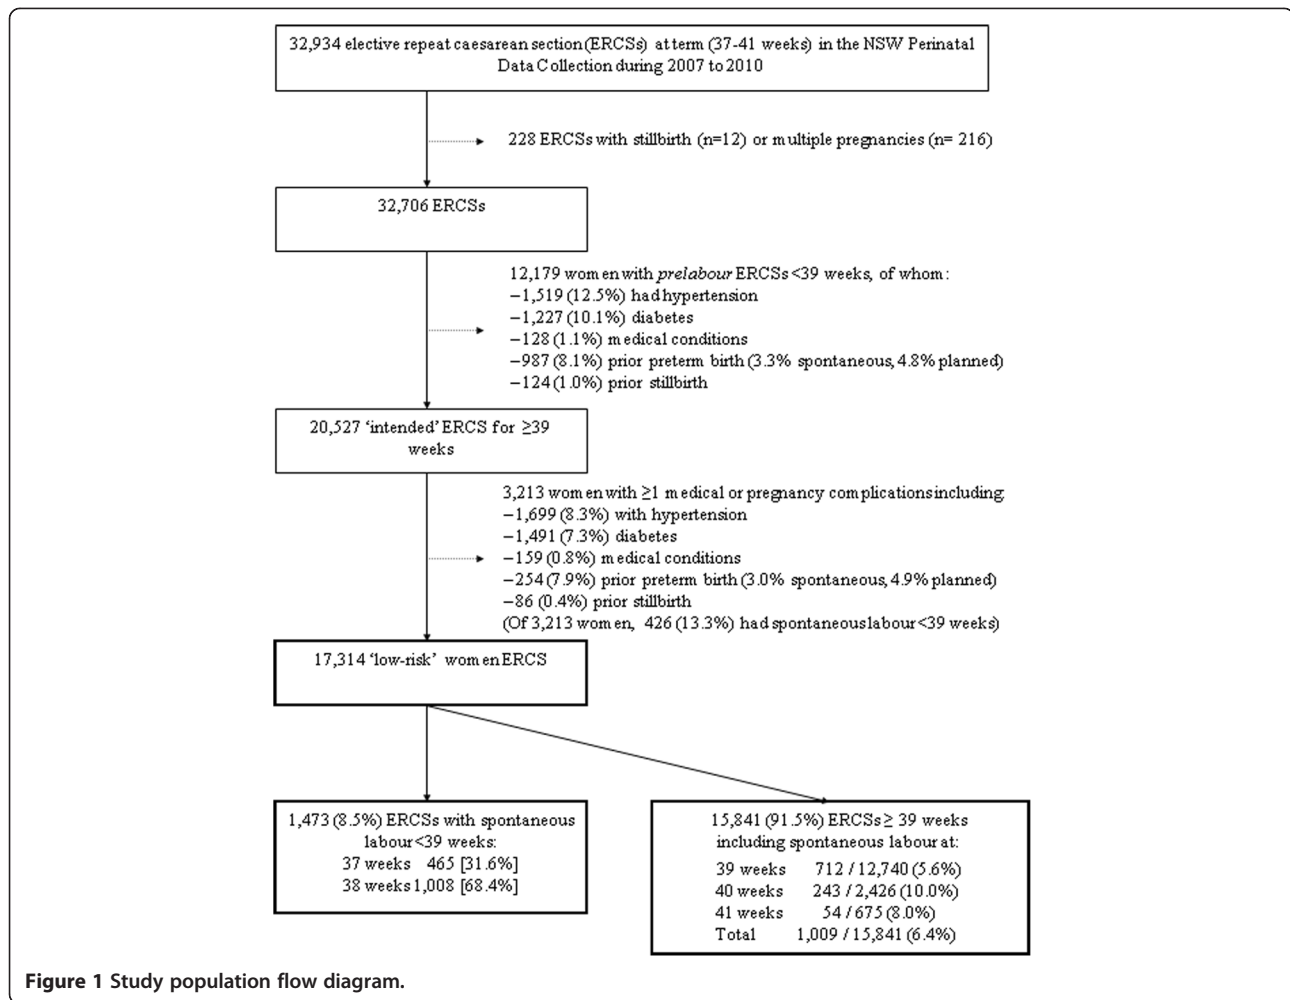 32,934 elective repeat caesarean section (ERCSs) at term (37-41 weeks) in the NSW Perinatal
Data Collection during 2007 to 2010
228 ERCSs with stillbirth (n=12) or multiple pregnancies (n= 216)
32,706 ERCSs
12,179 women with prelabour ERCSs <39 weeks, of whom:
−1,519 (12.5%) had hypertension
−1,227 (10.1%) diabetes
−128 (1.1%) medical conditions
−987 (8.1%) prior preterm birth (3.3% spontaneous, 4.8% planned)
−124 (1.0%) prior stillbirth
20,527 ‘intended’ ERCS for ≥39
weeks
3,213 women with ≥1 medical or pregnancy complications including:
−1,699 (8.3%) with hypertension
−1,491 (7.3%) diabetes
−159 (0.8%) medical conditions
−254 (7.9%) prior preterm birth (3.0% spontaneous, 4.9% planned)
−86 (0.4%) prior stillbirth
(Of 3,213 women, 426 (13.3%) had spontaneous labour <39 weeks)
17,314 ‘low-risk’ women ERCS
1,473 (8.5%) ERCSs with spontaneous
labour <39 weeks:
37 weeks 465 [31.6%]
38 weeks 1,008 [68.4%]
15,841 (91.5%) ERCSs ≥ 39 weeks
including spontaneous labour at:
39 weeks 712 / 12,740 (5.6%)
40 weeks 243 / 2,426 (10.0%)
41 weeks 54 / 675 (8.0%)
Total 1,009 / 15,841 (6.4%)
Figure 1 Study population flow diagram.